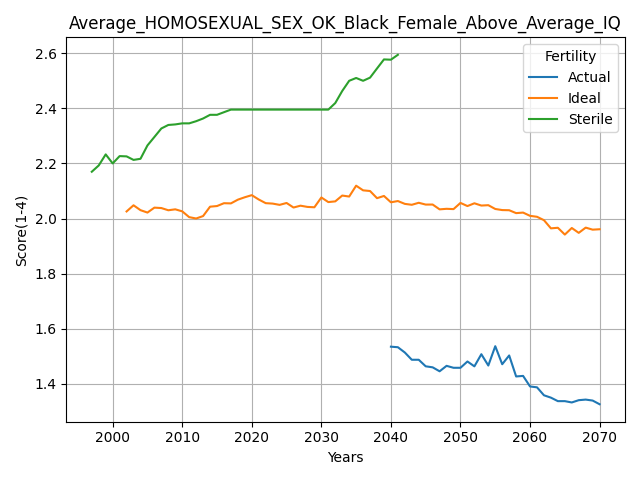 Average_HOMOSEXUAL_SEX_OK_Black_Female_Above_Average_IQ
Fertility
Actual
Ideal
Sterile
Score(1-4)
2.6
2.4
2.2
2.0
1.8
1.6
1.4
2000 2010 2020 2030 2040 2050 2060 2070
Years